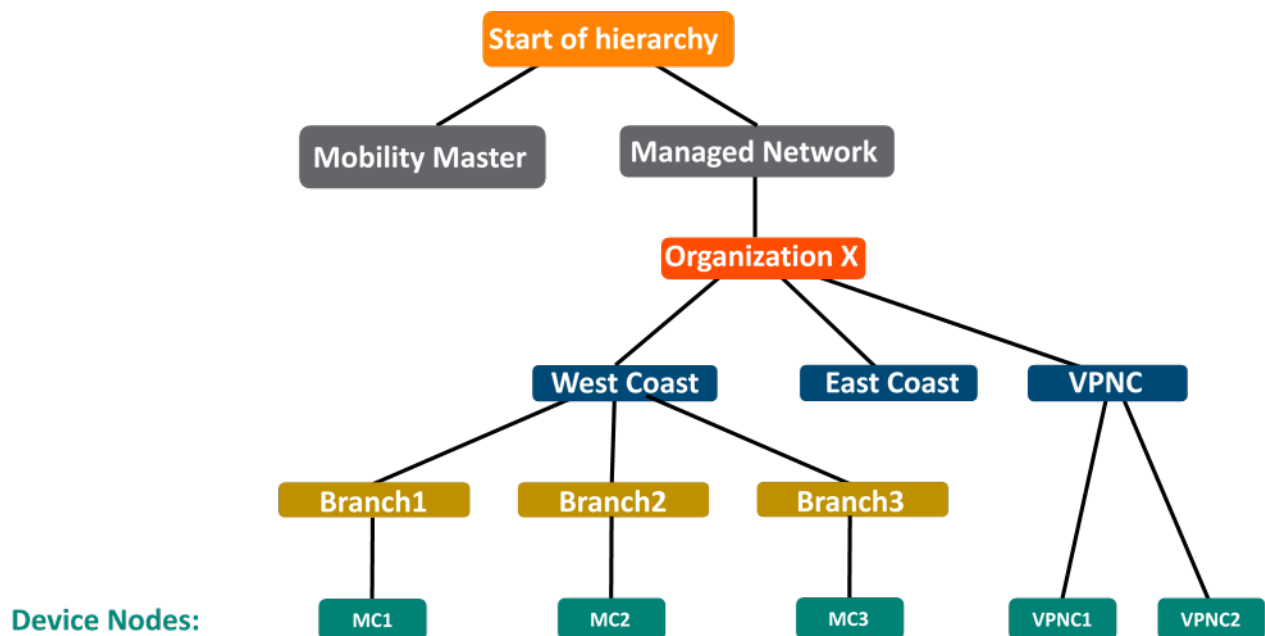 Start of hierarchy
Mobility Master
Managed Network
Organization X
West Coast
East Coast
VPNC
Branch1
Branch2
Branch3
Device Nodes:
MC1
MC2
MC3
VPNC1
VPNC2